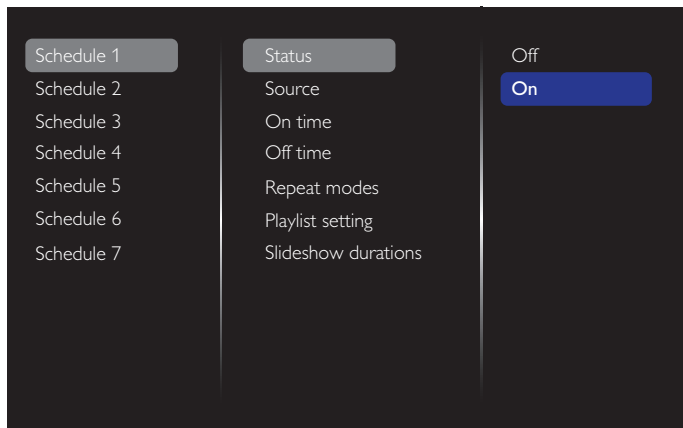 Schedule 1
Schedule 2
Schedule 3
Schedule 4
Schedule 5
Schedule 6
Schedule 7
Status
Source
On time
Off time
Repeat modes
Playlist setting
Slideshow durations
Off
On